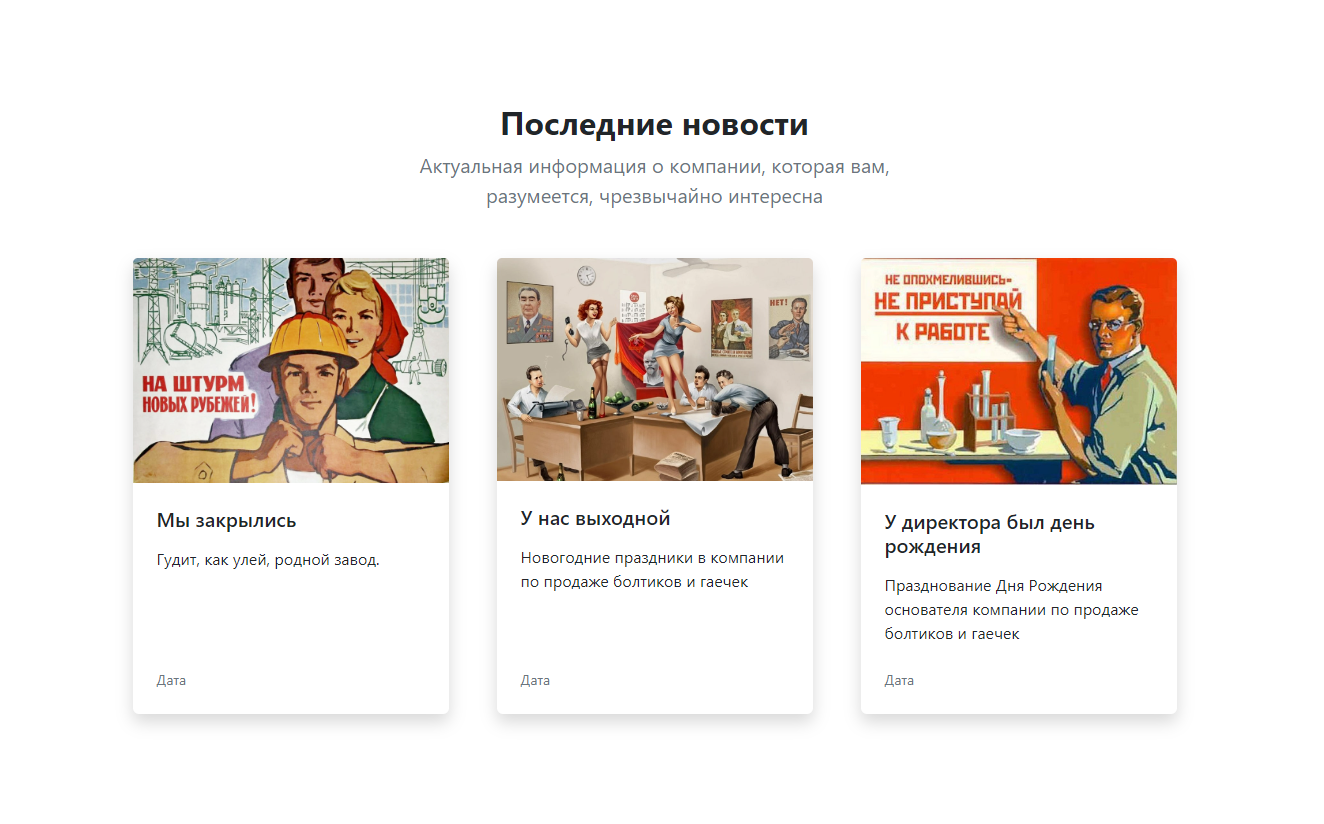 Последние новости
Актуальная информация о компании, которая вам,
разумеется, чрезвычайно интересна
НА ШТУРМ
НОВЫХ РУБЕЖЕЙ!
Мы закрылись
Гудит, как улей, родной завод.
Дата
НЕТ!
У нас выходной
Новогодние праздники в компании
по продаже болтиков и гаечек
Дата
НЕ ОПОХМЕЛИВШИСЬ-
НЕ ПРИСТУПАЙ
К РАБОТЕ
У директора был день
рождения
Празднование Дня Рождения
основателя компании по продаже
болтиков и гаечек
Дата